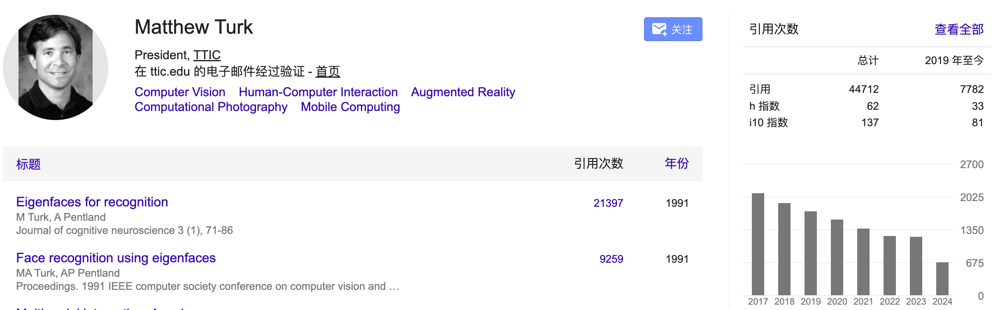 Matthew Turk
关注
President, TTIC
在 ttic.edu 的电子邮件经过验证 - 首页
Computer Vision Human-Computer Interaction Augmented Reality
Computational Photography Mobile Computing
标题 引用次数 年份
Eigenfaces for recognition 21397 1991
M Turk, A Pentland
Journal of cognitive neuroscience 3 (1), 71-86
Face recognition using eigenfaces 9259 1991
MA Turk, AP Pentland
Proceedings. 1991 IEEE computer society conference on computer vision and …
引用次数 查看全部
总计 2019 年至今
引用 44712 7782
h 指数 62 33
i10 指数 137 81
2700
2025
1350
675
0
2017 2018 2019 2020 2021 2022 2023 2024